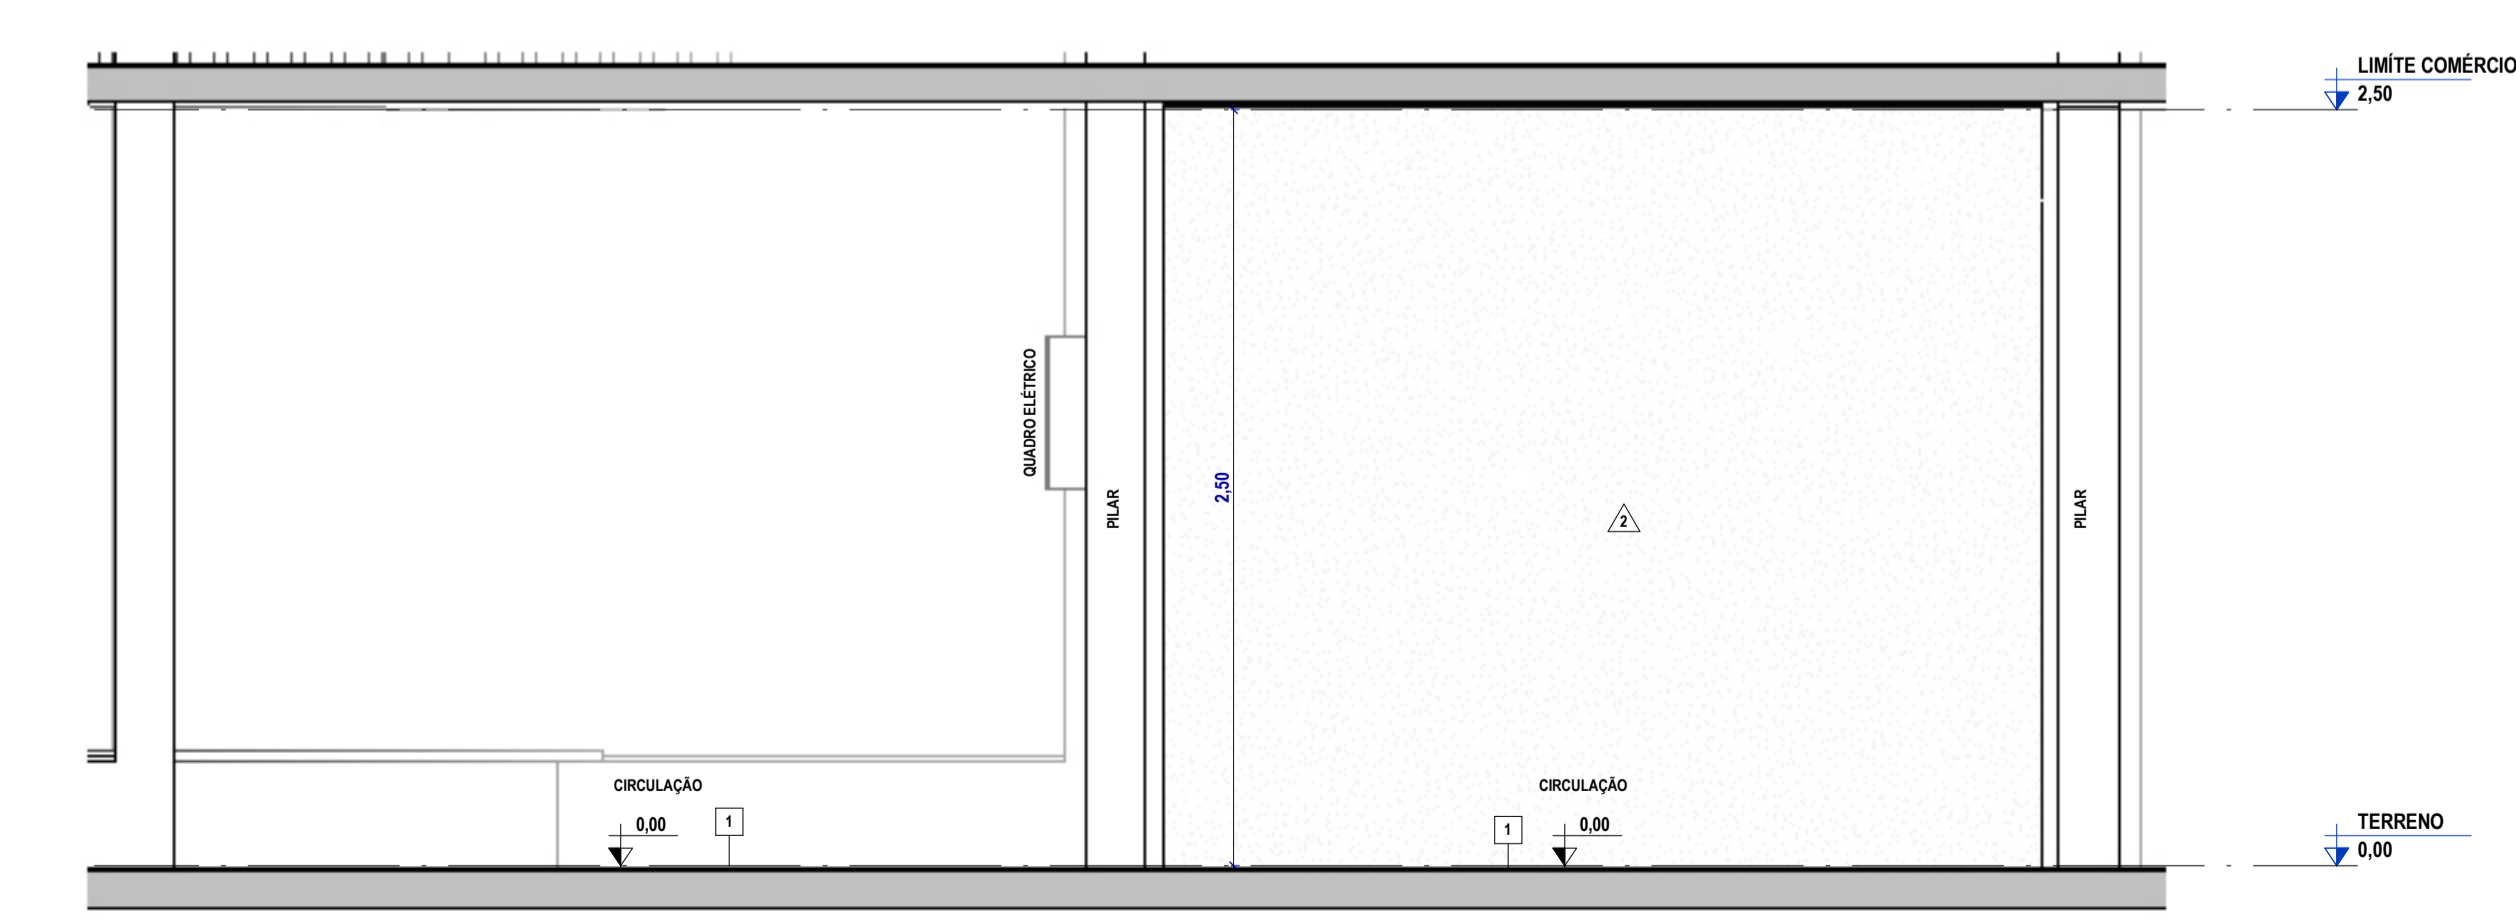 LIMÍTE COMÉRCIO
2,50
QUADRO ELÉTRICO
PILAR
2,50
2
PILAR
CIRCULAÇÃO
0,00
1
CIRCULAÇÃO
1
0,00
TERRENO
0,00